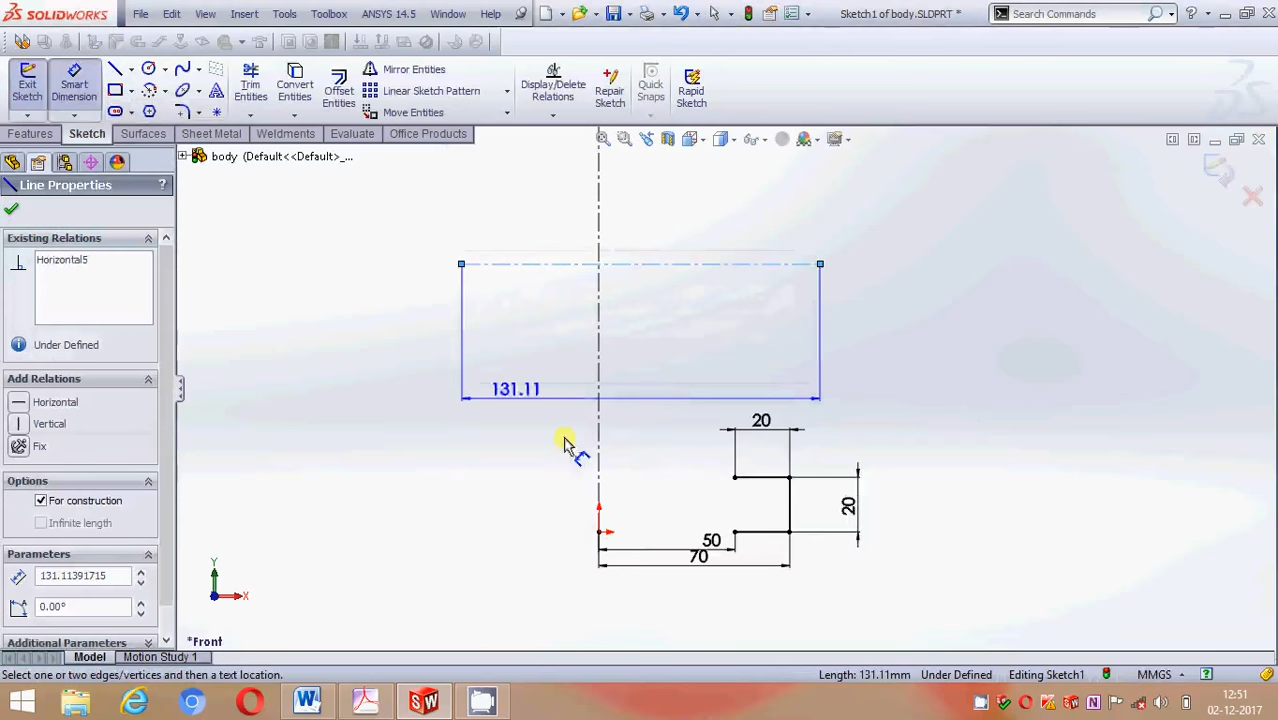 SOLIDWORKS File Edit View Insert Tools Toolbox ANSYS 14.5 Window Help Sketch1 of body.SLDPRT * Search Commands
Exit Sketch
Smart Dimension
Trim Entities
Convert Entities
Offset Entities
Mirror Entities
Linear Sketch Pattern
Move Entities
Display/Delete Relations
Repair Sketch
Quick Snaps
Rapid Sketch
Features Sketch Surfaces Sheet Metal Weldments Evaluate Office Products
body (Default<<Default>_...
Line Properties ?
Existing Relations
Horizontal5
Under Defined
Add Relations
Horizontal
Vertical
Fix
Options
For construction
Infinite length
Parameters
131.11391715
0.00°
Additional Parameters
131.11
20
20
50
70
Y
X
*Front
Model Motion Study 1
Select one or two edges/vertices and then a text location. Length: 131.11mm Under Defined Editing Sketch1 MMGS
12:51
02-12-2017